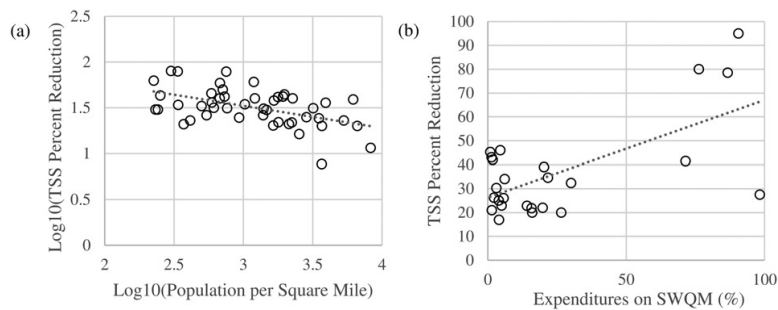 (a)
Log10(TSS Percent Reduction)
2.5
2
1.5
1
0.5
0
2 2.5 3 3.5 4
Log10(Population per Square Mile)
(b)
TSS Percent Reduction
100
90
80
70
60
50
40
30
20
10
0
0 50 100
Expenditures on SWQM (%)